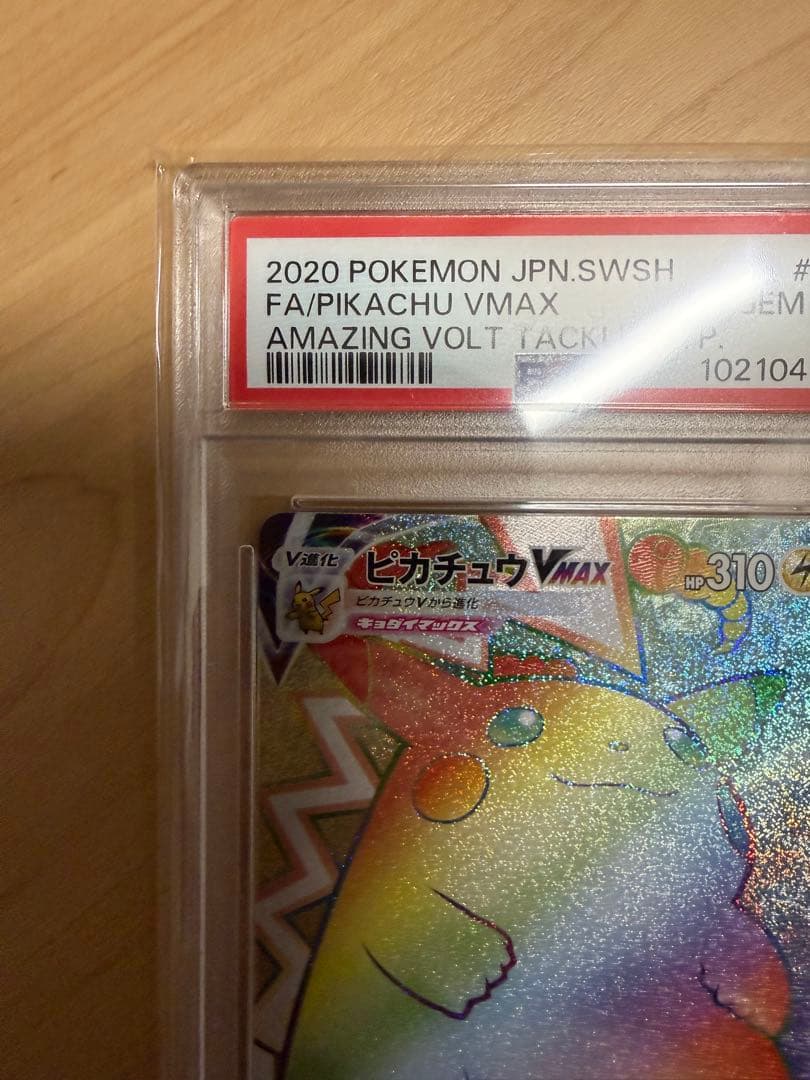 2020 POKEMON JPN.SWSH #
FA/PIKACHU VMAX GEM
AMAZING VOLT P.
102104
V進化 ピカチュウVMAX HP310
ピカチュウVから進化
キョダイマックス